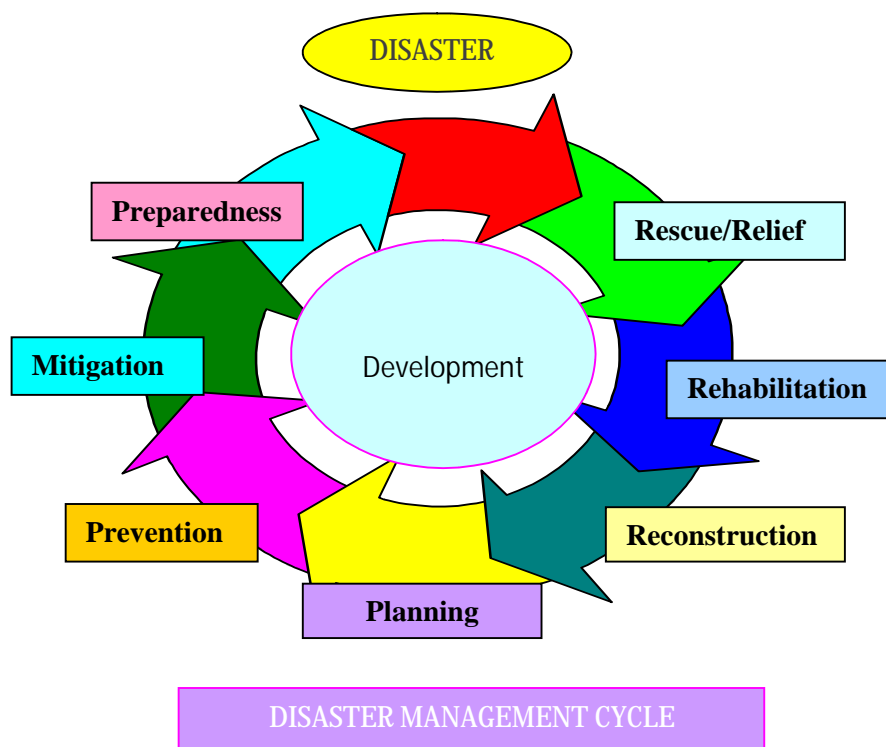 DISASTER
Preparedness
Rescue/Relief
Mitigation
Development
Rehabilitation
Prevention
Reconstruction
Planning
DISASTER MANAGEMENT CYCLE